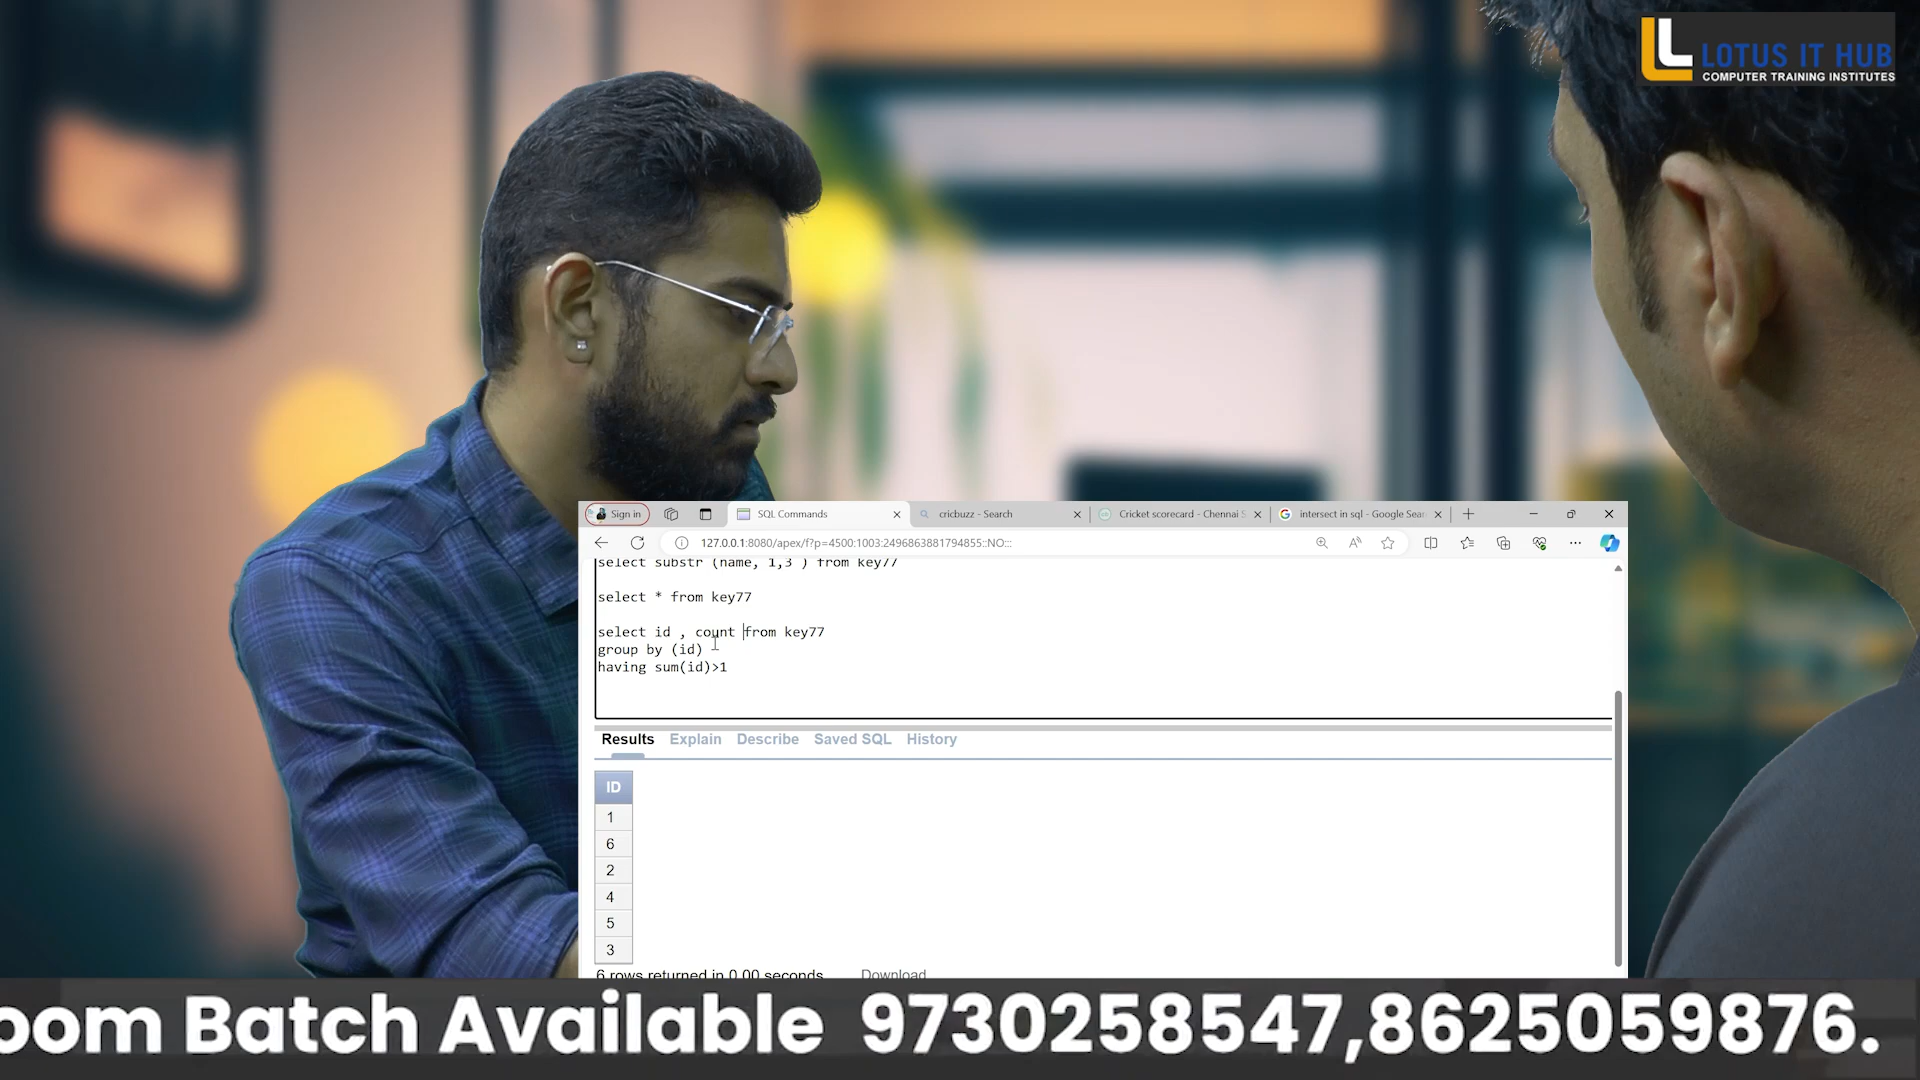 LOTUS IT HUB
COMPUTER TRAINING INSTITUTES
Sign in
SQL Commands
cricbuzz - Search
Cricket scorecard - Chennai S
intersect in sql - Google Sear
127.0.0.1:8080/apex/f?p=4500:1003:2496863881794855::NO:::
select substr (name, 1,3 ) from key77
select * from key77
select id , count from key77
group by (id)
having sum(id)>1
Results Explain Describe Saved SQL History
ID
1
6
2
4
5
3
6 rows returned in 0.00 seconds Download
oom Batch Available 9730258547,8625059876.